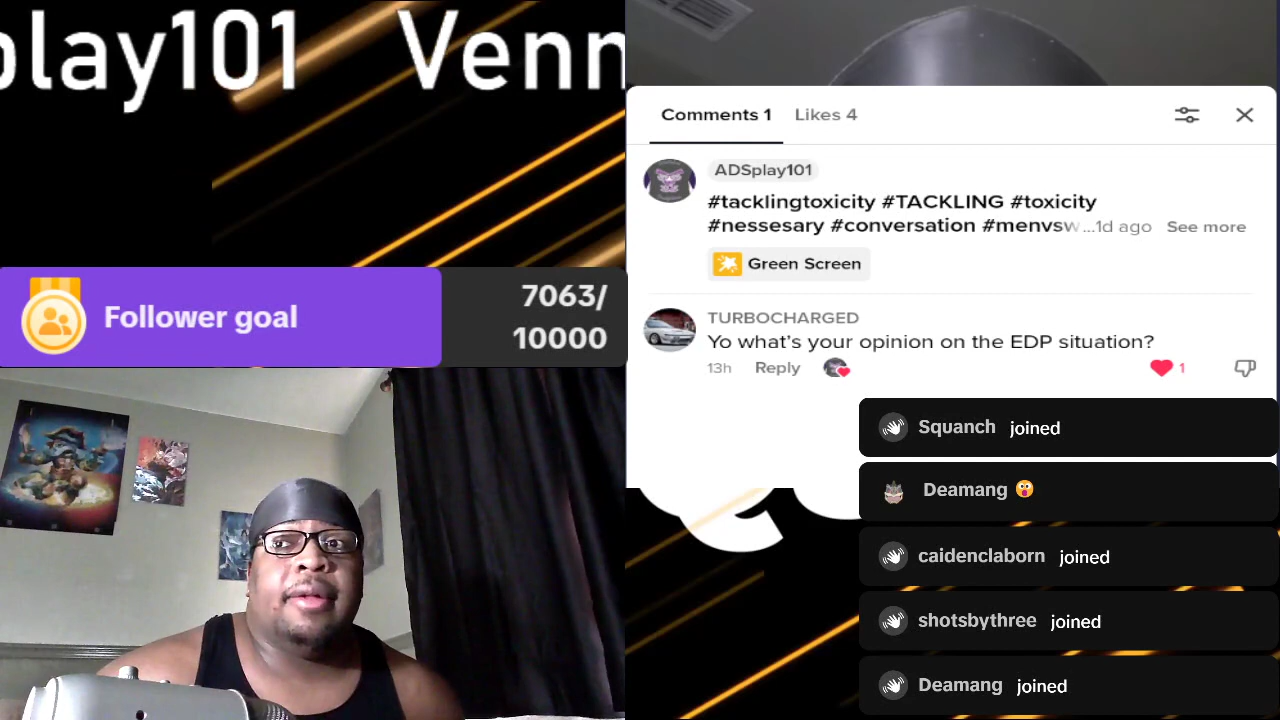 play101 Venn
Follower goal
7063/
10000
Comments 1 Likes 4
ADSplay101
#tacklingtoxicity #TACKLING #toxicity
#nessesary #conversation #menvsw...1d ago See more
Green Screen
TURBOCHARGED
Yo what's your opinion on the EDP situation?
13h Reply 1
Squanch joined
Deamang 😲
caidenclaborn joined
shotsbythree joined
Deamang joined